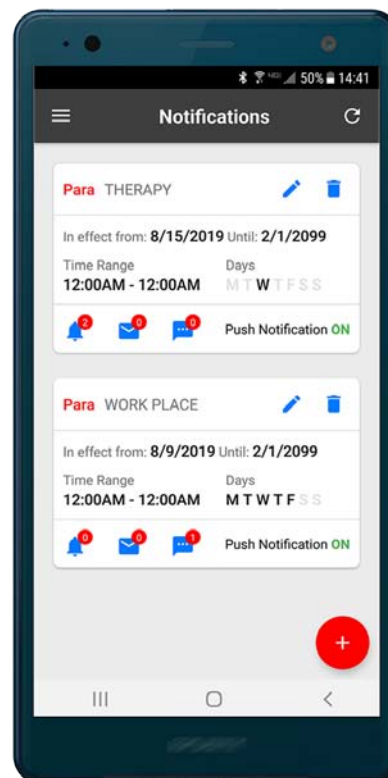 50% 14:41
Notifications
Para THERAPY
In effect from: 8/15/2019 Until: 2/1/2099
Time Range Days
12:00AM - 12:00AM M T W T F S S
2 0 0 Push Notification ON
Para WORK PLACE
In effect from: 8/9/2019 Until: 2/1/2099
Time Range Days
12:00AM - 12:00AM M T W T F S S
0 0 1 Push Notification ON
+